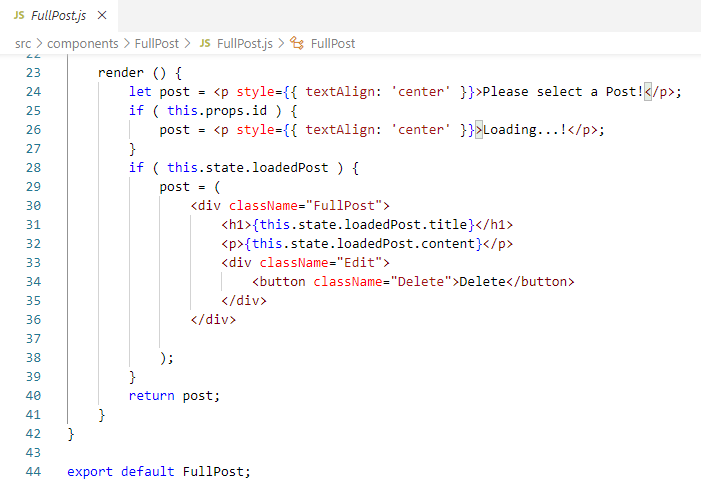 JS FullPost.js ×
src > components > FullPost > JS FullPost.js > FullPost
22
23     render () {
24         let post = <p style={{ textAlign: 'center' }}>Please select a Post!</p>;
25         if ( this.props.id ) {
26             post = <p style={{ textAlign: 'center' }}>Loading...!</p>;
27         }
28         if ( this.state.loadedPost ) {
29             post = (
30                 <div className="FullPost">
31                     <h1>{this.state.loadedPost.title}</h1>
32                     <p>{this.state.loadedPost.content}</p>
33                     <div className="Edit">
34                         <button className="Delete">Delete</button>
35                     </div>
36                 </div>
37
38             );
39         }
40         return post;
41     }
42 }
43
44 export default FullPost;